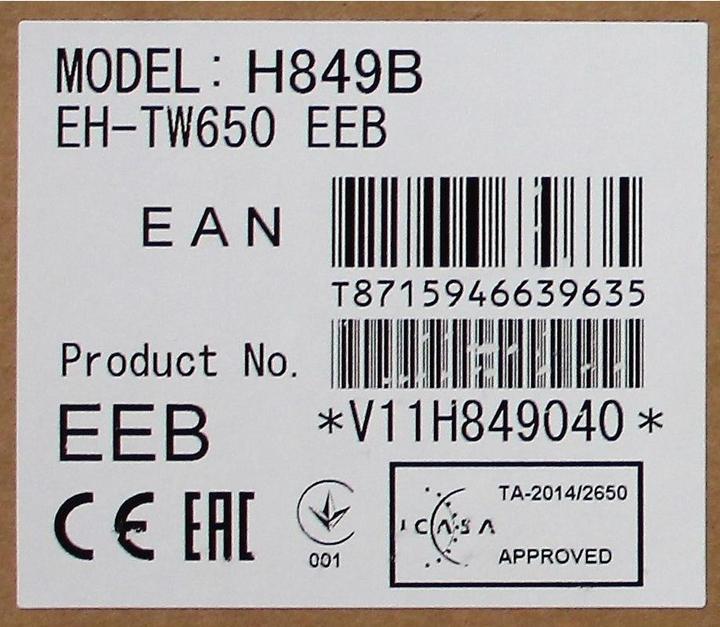 MODEL: H849B
EH-TW650 EEB
EAN
T8715946639635
Product No.
EEB
*V11H849040*
CE EAC
001
TA-2014/2650
ICASA
APPROVED